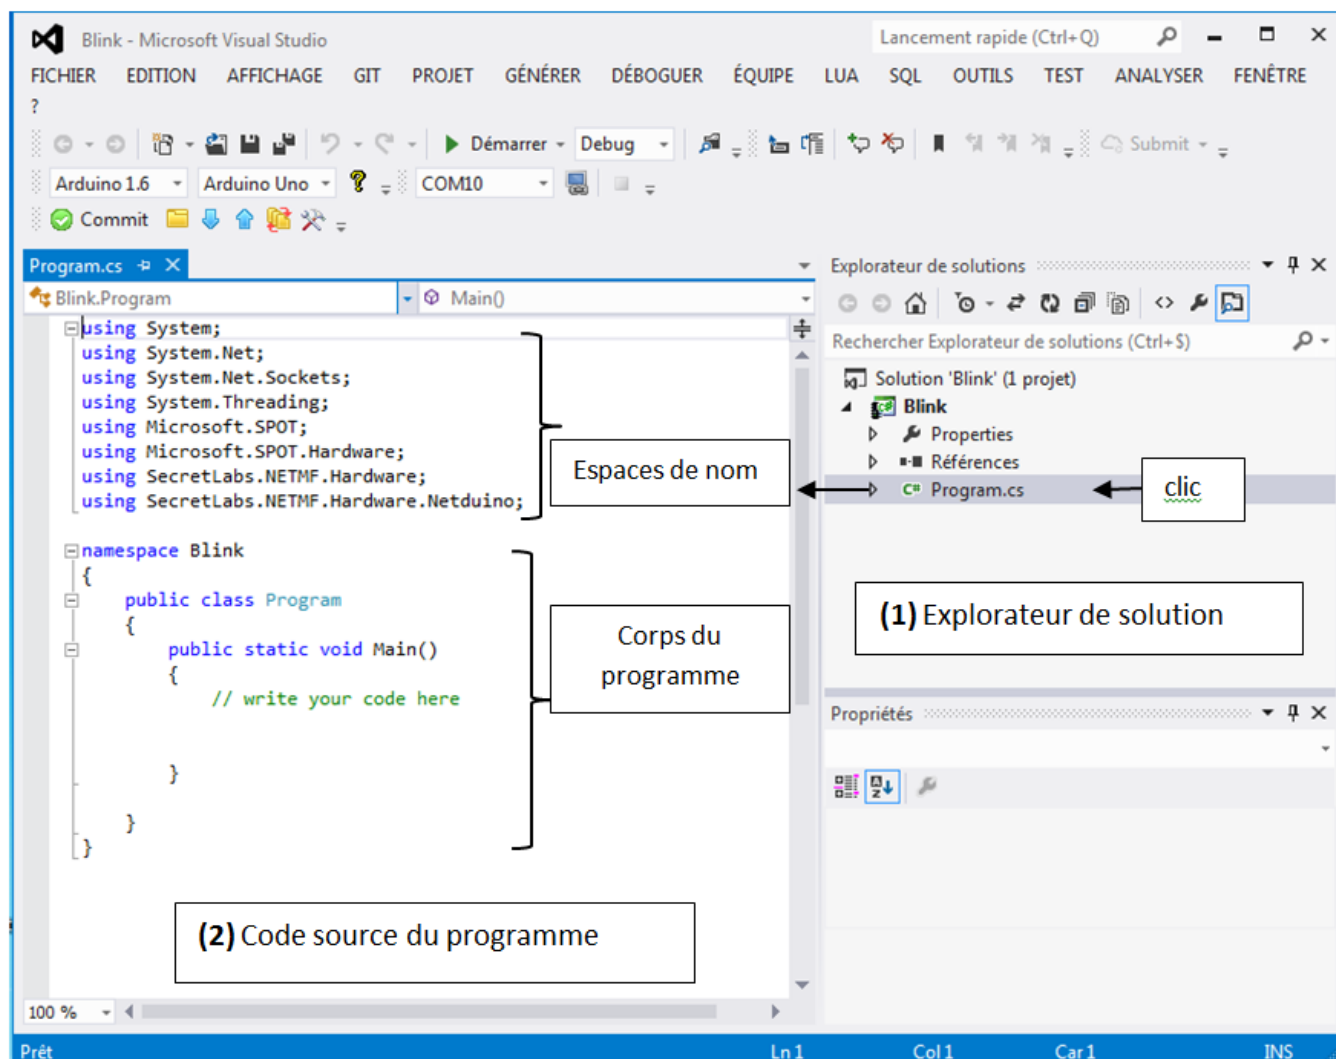 Blink - Microsoft Visual Studio
Lancement rapide (Ctrl+Q)
FICHIER EDITION AFFICHAGE GIT PROJET GÉNÉRER DÉBOGUER ÉQUIPE LUA SQL OUTILS TEST ANALYSER FENÊTRE
?
Démarrer Debug Submit
Arduino 1.6 Arduino Uno COM10
Commit
Program.cs
Blink.Program Main()
using System;
using System.Net;
using System.Net.Sockets;
using System.Threading;
using Microsoft.SPOT;
using Microsoft.SPOT.Hardware;
using SecretLabs.NETMF.Hardware;
using SecretLabs.NETMF.Hardware.Netduino;
Espaces de nom
namespace Blink
{
public class Program
{
public static void Main()
{
// write your code here
}
}
}
Corps du
programme
(2) Code source du programme
100 %
Explorateur de solutions
Rechercher Explorateur de solutions (Ctrl+$)
Solution 'Blink' (1 projet)
Blink
Properties
Références
C# Program.cs
clic
(1) Explorateur de solution
Propriétés
Prêt Ln 1 Col 1 Car 1 INS